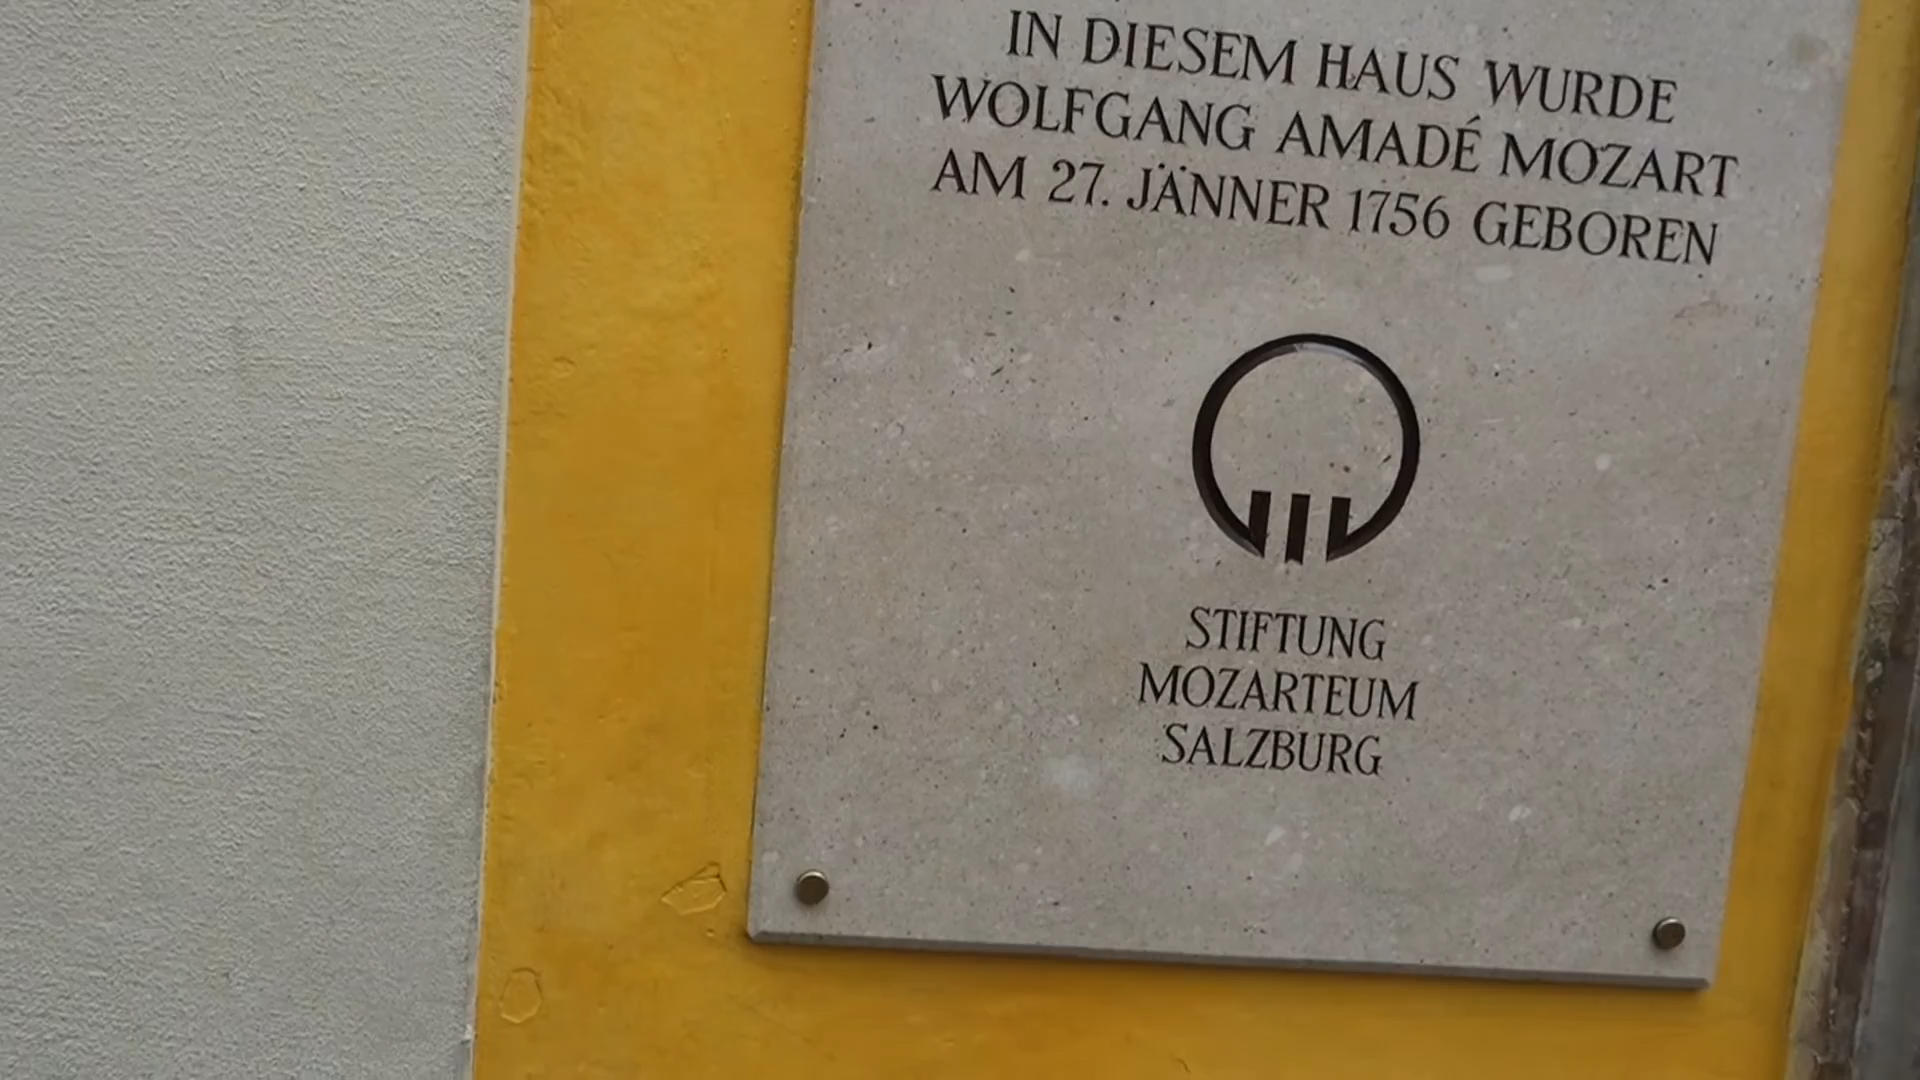 IN DIESEM HAUS WURDE
WOLFGANG AMADÉ MOZART
AM 27. JÄNNER 1756 GEBOREN
STIFTUNG
MOZARTEUM
SALZBURG